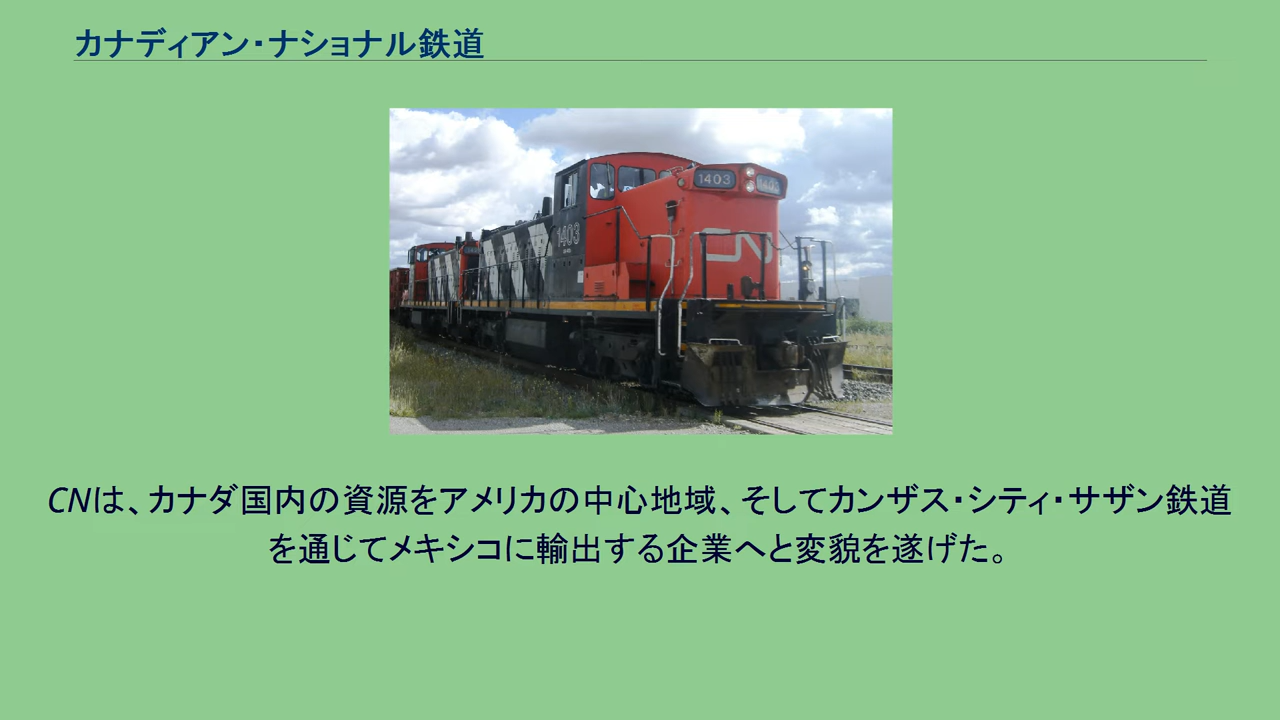 カナディアン・ナショナル鉄道
1403
1403
1403
CN
CNは、カナダ国内の資源をアメリカの中心地域、そしてカンザス・シティ・サザン鉄道
を通じてメキシコに輸出する企業へと変貌を遂げた。